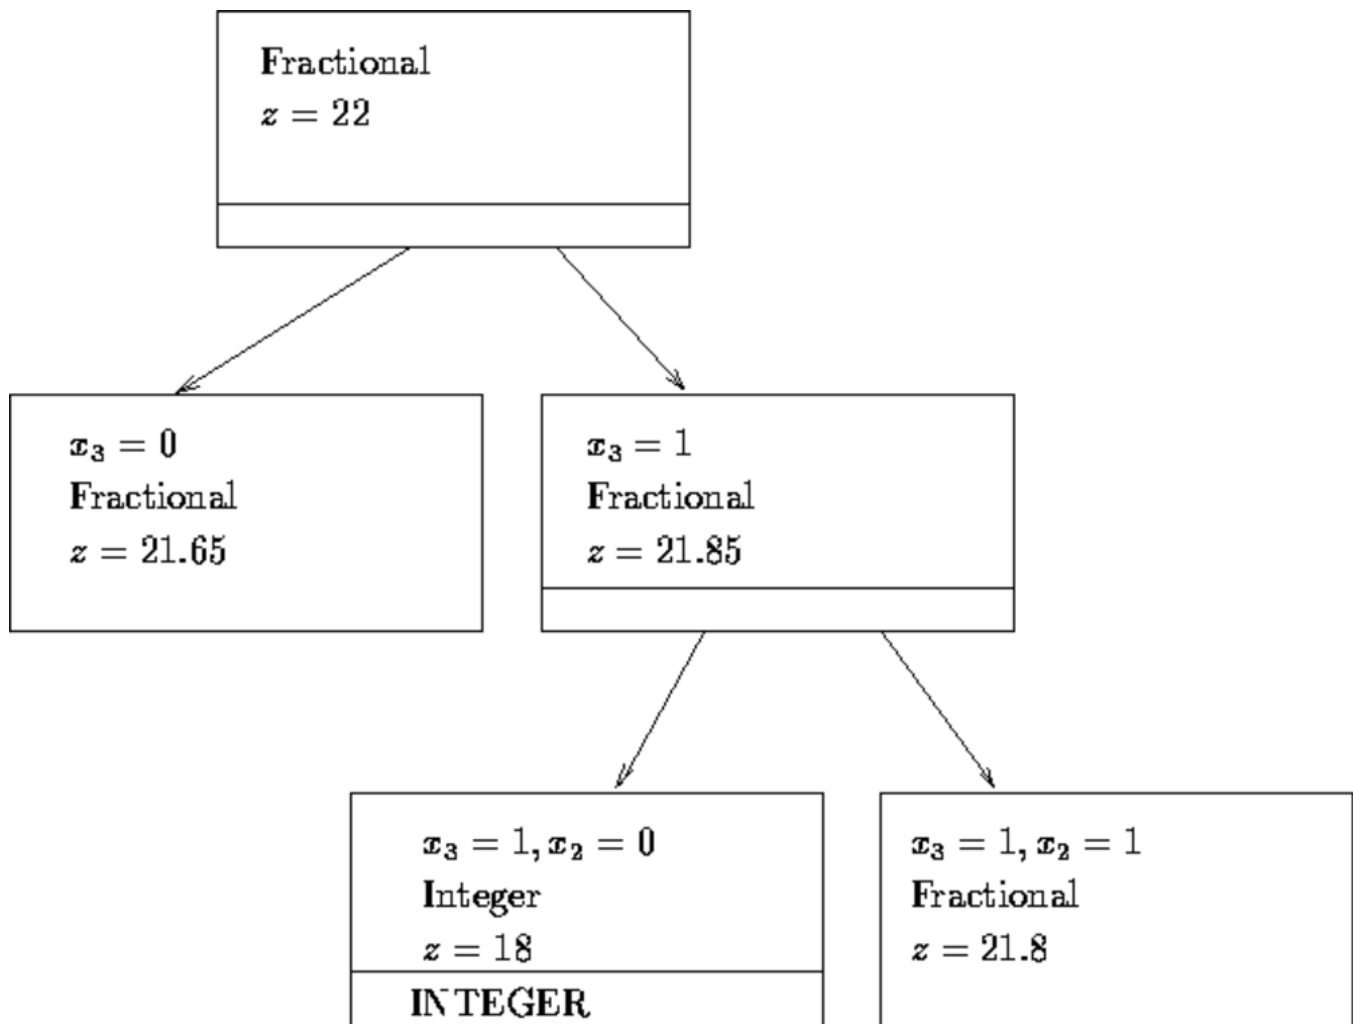 Fractional
z = 22
x₃ = 0
Fractional
z = 21.65
x₃ = 1
Fractional
z = 21.85
x₃ = 1, x₂ = 0
Integer
z = 18
INTEGER
x₃ = 1, x₂ = 1
Fractional
z = 21.8